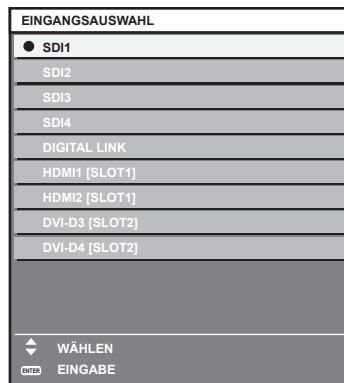 EINGANGSAUSWAHL
SDI1
SDI2
SDI3
SDI4
DIGITAL LINK
HDMI1 [SLOT1]
HDMI2 [SLOT1]
DVI-D3 [SLOT2]
DVI-D4 [SLOT2]
WÄHLEN
ENTER EINGABE